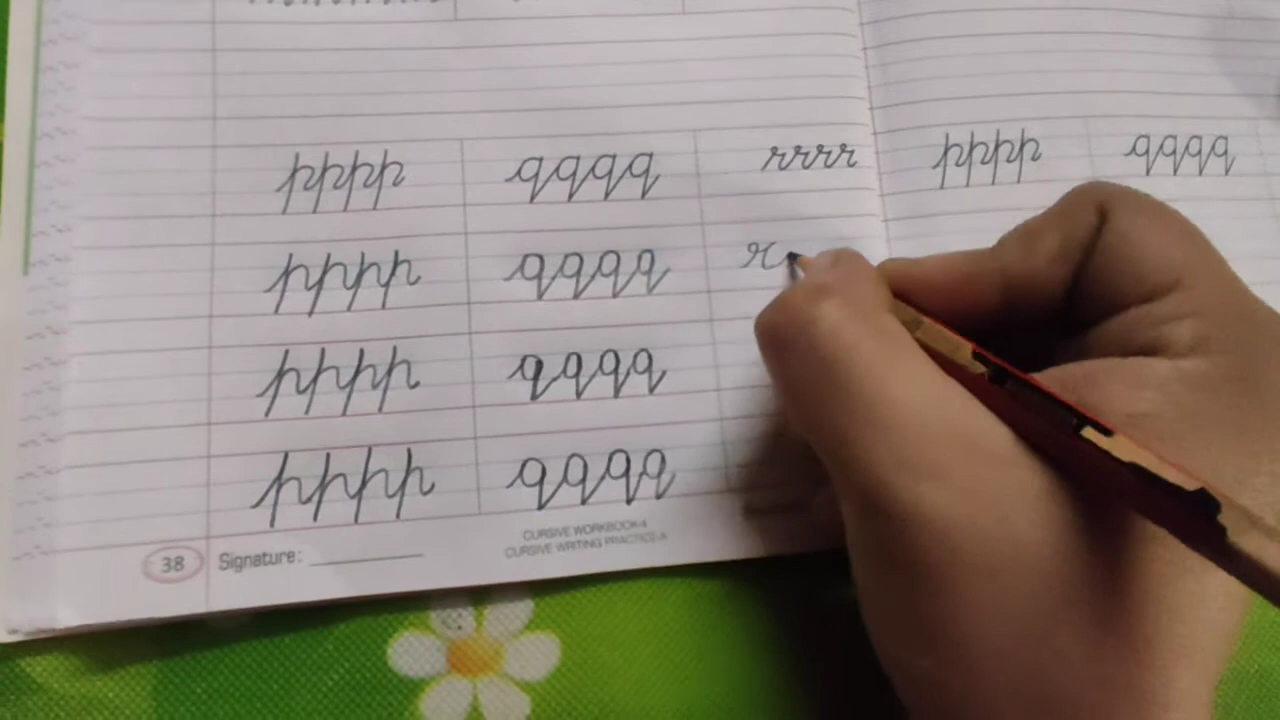 pppp qqqq rrrr pppp qqqq
pppp qqqq r
pppp qqqq
pppp qqqq
CURSIVE WORKBOOK-4
38 Signature: CURSIVE WRITING PRACTICE-A